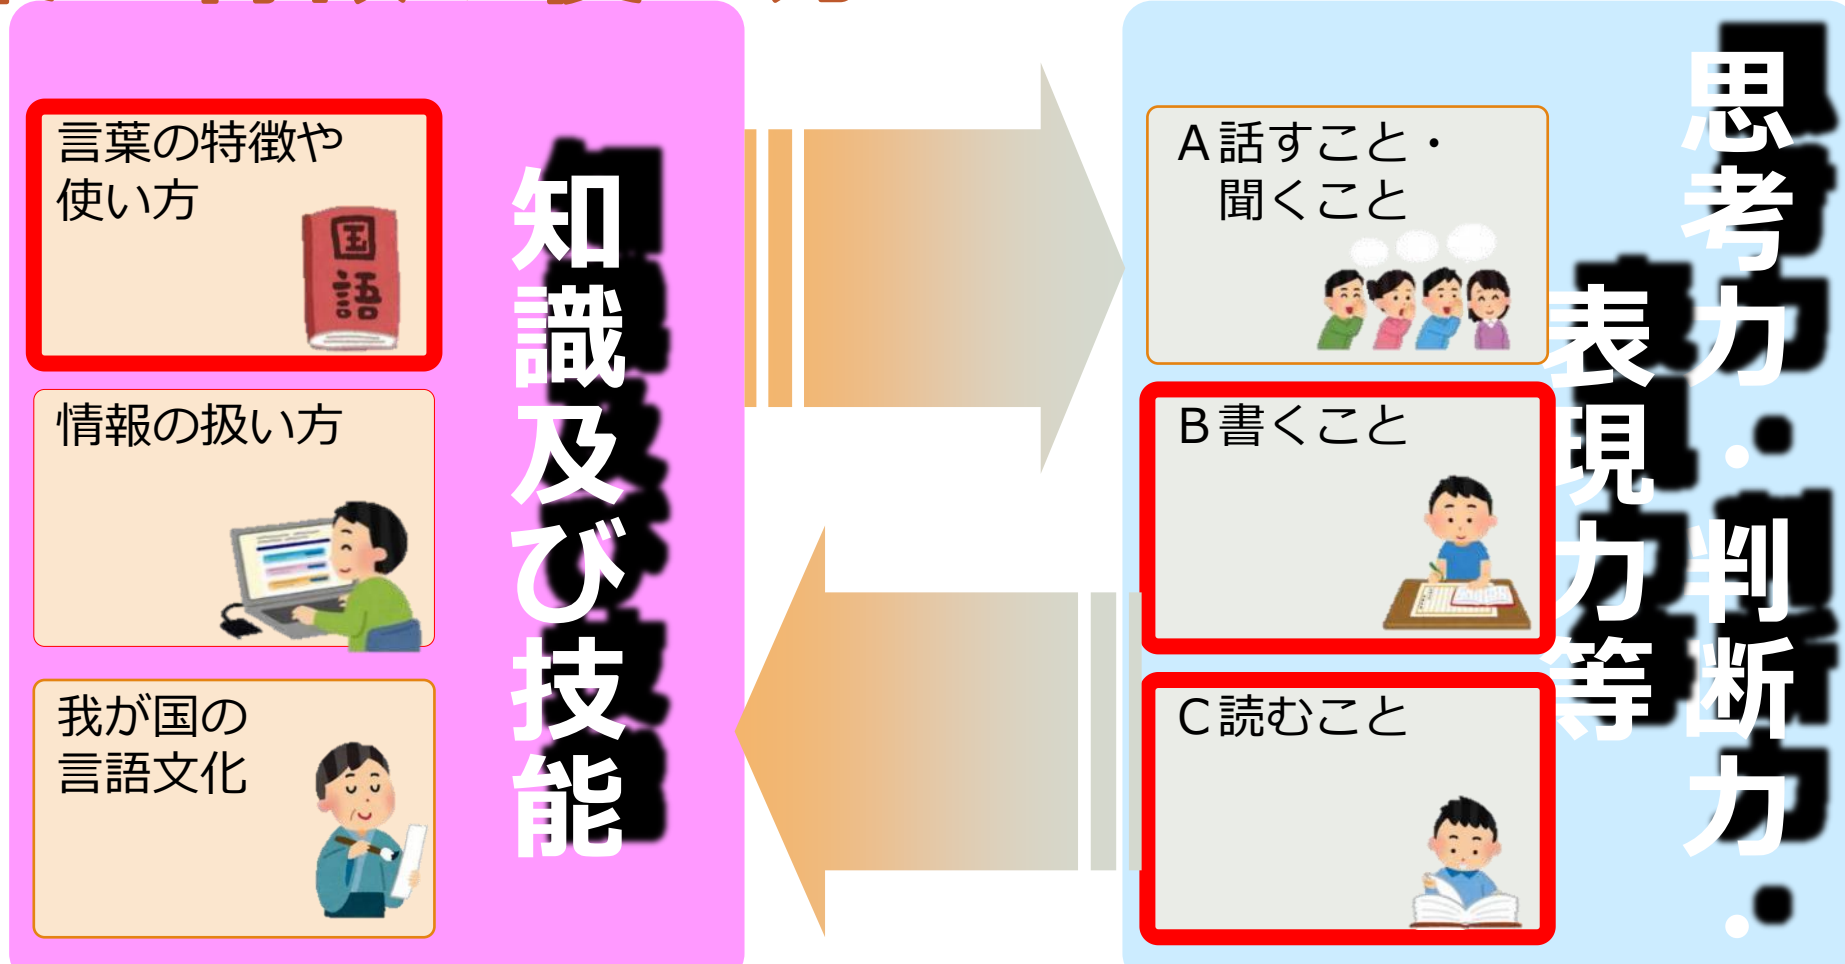 言葉の特徴や
使い方
国語
情報の扱い方
我が国の
言語文化
知識及び技能
A話すこと・
聞くこと
B書くこと
C読むこと
思考力・判断力・
表現力等